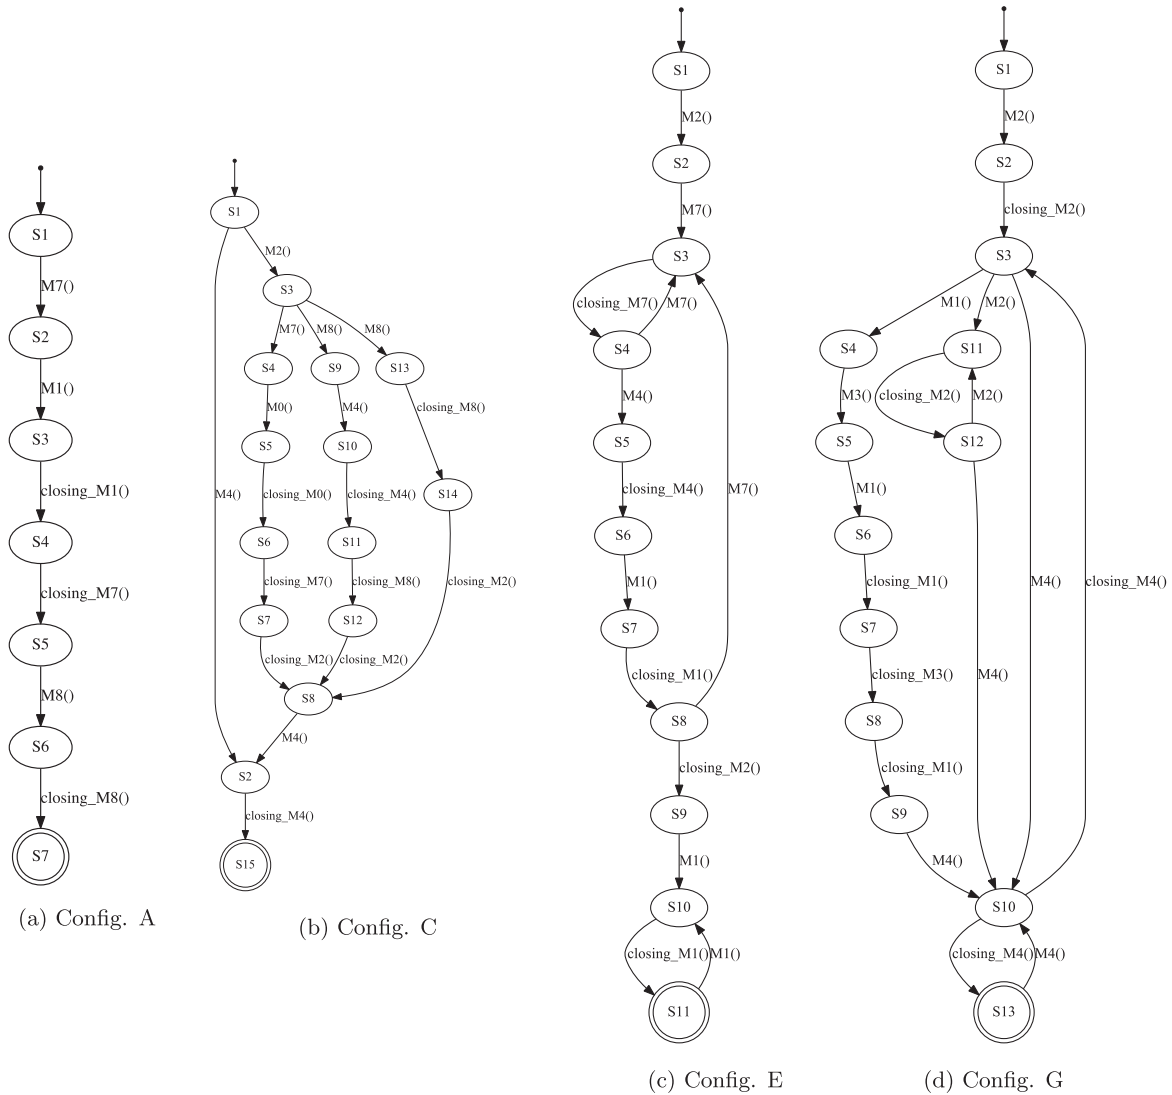 S1
M7()
S2
M1()
S3
closing_M1()
S4
closing_M7()
S5
M8()
S6
closing_M8()
S7
(a) Config. A
S1
M2()
S3
M7()
M8()
M8()
S4
S9
S13
M0()
M4()
closing_M8()
S5
S10
S14
M4()
closing_M0()
closing_M4()
S6
S11
closing_M7()
closing_M8()
closing_M2()
S7
S12
closing_M2()
closing_M2()
S8
M4()
S2
closing_M4()
S15
(b) Config. C
S1
M2()
S2
M7()
S3
closing_M7()
M7()
S4
M4()
S5
closing_M4()
M7()
S6
M1()
S7
closing_M1()
S8
closing_M2()
S9
M1()
S10
closing_M1()
M1()
S11
(c) Config. E
S1
M2()
S2
closing_M2()
S3
M1()
M2()
S4
S11
M3()
closing_M2()
M2()
S5
S12
M1()
S6
closing_M1()
M4()
closing_M4()
S7
closing_M3()
M4()
S8
closing_M1()
S9
M4()
S10
closing_M4()
M4()
S13
(d) Config. G